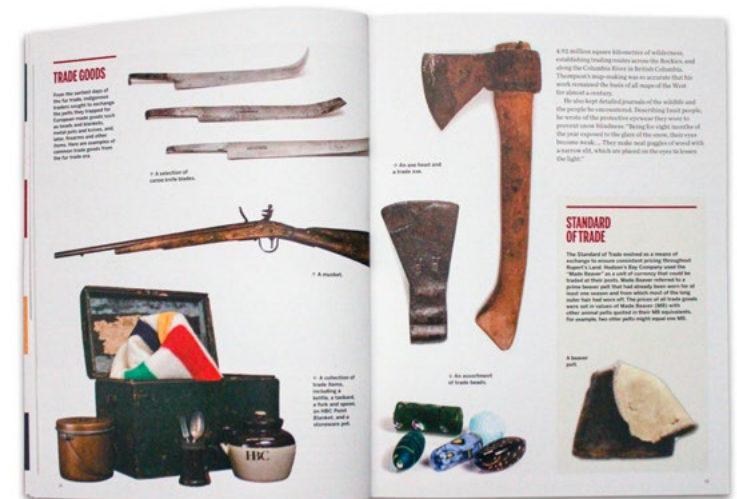 TRADE GOODS
From the earliest days of
the fur trade, Indigenous
traders sought to exchange
the pelts they trapped for
European-made goods such
as beads and blankets,
metal pots and knives, and,
later, firearms and other
items. Here are examples of
common trade goods from
the fur trade era.
A selection of
canoe knife blades.
A musket.
A collection of
trade items,
including a
kettle, a tankard,
a fork and spoon,
an HBC Point
Blanket, and a
stoneware pot.
HBC
An axe head and
a trade axe.
An assortment
of trade beads.
4.92 million square kilometres of wilderness,
establishing trading routes across the Rockies, and
along the Columbia River in British Columbia.
Thompson's map-making was so accurate that his
work remained the basis of all maps of the West
for almost a century.
He also kept detailed journals of the wildlife and
the people he encountered. Describing Inuit people,
he wrote of the protective eyewear they wore to
prevent snow blindness: "Being for eight months of
the year exposed to the glare of the snow, their eyes
become weak. ... They make neat goggles of wood with
a narrow slit, which are placed on the eyes to lessen
the light."
STANDARD
OF TRADE
The Standard of Trade evolved as a means of
exchange to ensure consistent pricing throughout
Rupert's Land. Hudson's Bay Company used the
"Made Beaver" as a unit of currency that could be
traded at their posts. Made Beaver referred to a
prime beaver pelt that had already been worn for at
least one season and from which most of the long
outer hair had worn off. The prices of all trade goods
were set in values of Made Beaver (MB) with
other animal pelts quoted in their MB equivalents.
For example, two otter pelts might equal one MB.
A beaver
pelt.